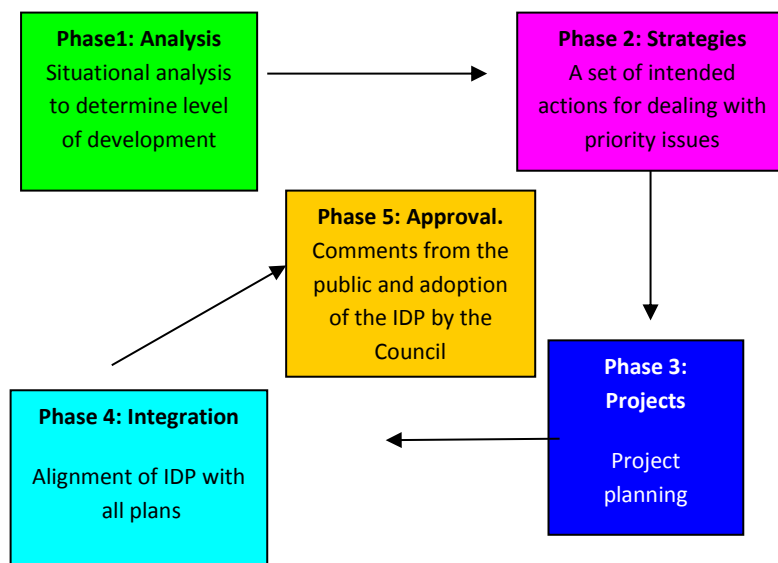 Phase1: Analysis
Situational analysis
to determine level
of development
Phase 2: Strategies
A set of intended
actions for dealing with
priority issues
Phase 3:
Projects
Project
planning
Phase 4: Integration
Alignment of IDP with
all plans
Phase 5: Approval.
Comments from the
public and adoption
of the IDP by the
Council